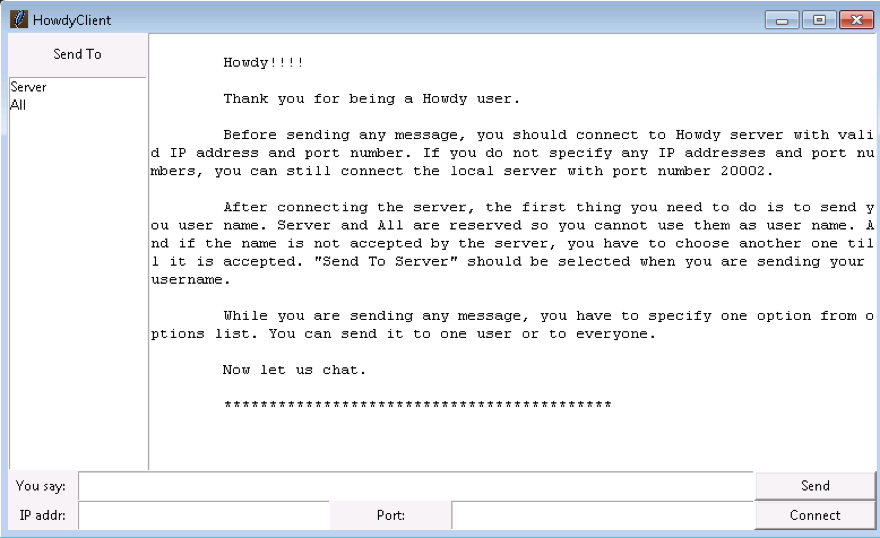 HowdyClient
Send To
Server
All
Howdy!!!!
Thank you for being a Howdy user.
Before sending any message, you should connect to Howdy server with vali
d IP address and port number. If you do not specify any IP addresses and port nu
mbers, you can still connect the local server with port number 20002.
After connecting the server, the first thing you need to do is to send y
ou user name. Server and All are reserved so you cannot use them as user name. A
nd if the name is not accepted by the server, you have to choose another one til
l it is accepted. "Send To Server" should be selected when you are sending your
username.
While you are sending any message, you have to specify one option from o
ptions list. You can send it to one user or to everyone.
Now let us chat.
*******************************************
You say:
Send
IP addr:
Port:
Connect